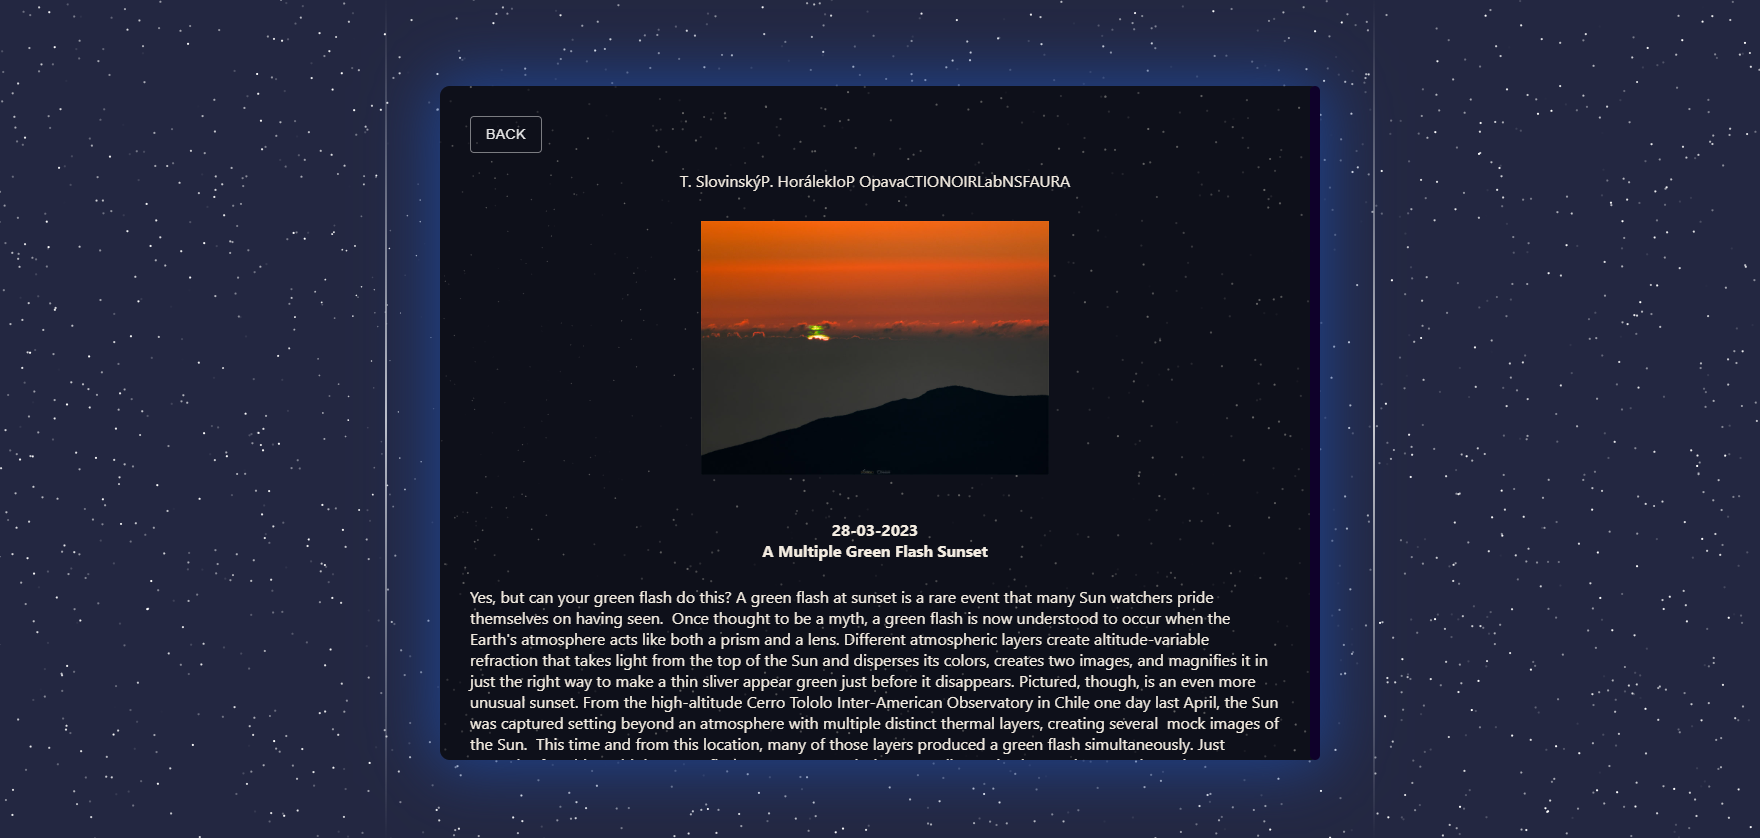 BACK
T. SlovinskýP. HorálekIoP OpavaCTIONOIRLabNSFAURA
28-03-2023
A Multiple Green Flash Sunset
Yes, but can your green flash do this? A green flash at sunset is a rare event that many Sun watchers pride
themselves on having seen.  Once thought to be a myth, a green flash is now understood to occur when the
Earth's atmosphere acts like both a prism and a lens. Different atmospheric layers create altitude-variable
refraction that takes light from the top of the Sun and disperses its colors, creates two images, and magnifies it in
just the right way to make a thin sliver appear green just before it disappears. Pictured, though, is an even more
unusual sunset. From the high-altitude Cerro Tololo Inter-American Observatory in Chile one day last April, the Sun
was captured setting beyond an atmosphere with multiple distinct thermal layers, creating several  mock images of
the Sun.  This time and from this location, many of those layers produced a green flash simultaneously. Just